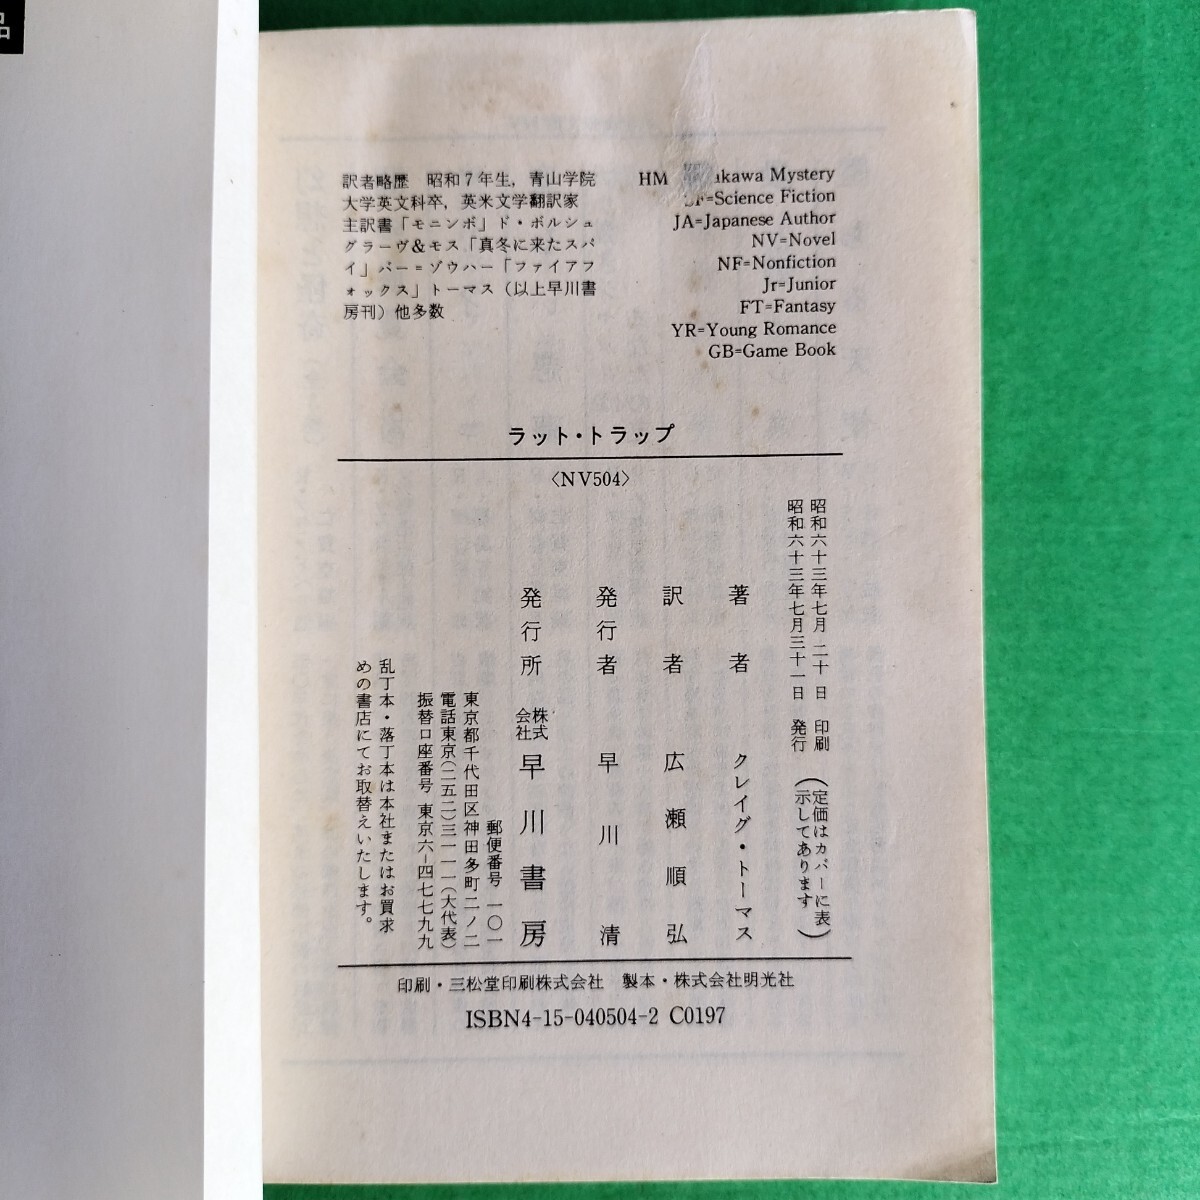 品
訳者略歴 昭和7年生，青山学院
大学英文科卒，英米文学翻訳家
主訳書「モニンボ」ド・ボルシュ
グラーヴ&モス「真冬に来たスパ
イ」バー＝ゾウハー「ファイアフ
ォックス」トーマス（以上早川書
房刊）他多数
HM akawa Mystery
=Science Fiction
JA=Japanese Author
NV=Novel
NF=Nonfiction
Jr=Junior
FT=Fantasy
YR=Young Romance
GB=Game Book
ラット・トラップ
〈NV504〉
昭和六十三年七月 二十日 印刷
昭和六十三年七月三十一日 発行
（定価はカバーに表
示してあります）
著者 クレイグ・トーマス
訳者 広瀬順弘
発行者 早川清
発行所 株式会社 早川書房
郵便番号 一〇一
東京都千代田区神田多町二ノ二
電話東京(二五二)三一一一(大代表)
振替口座番号 東京六－四七七九九
乱丁本・落丁本は本社またはお買求
めの書店にてお取替えいたします。
印刷・三松堂印刷株式会社 製本・株式会社明光社
ISBN4-15-040504-2 C0197